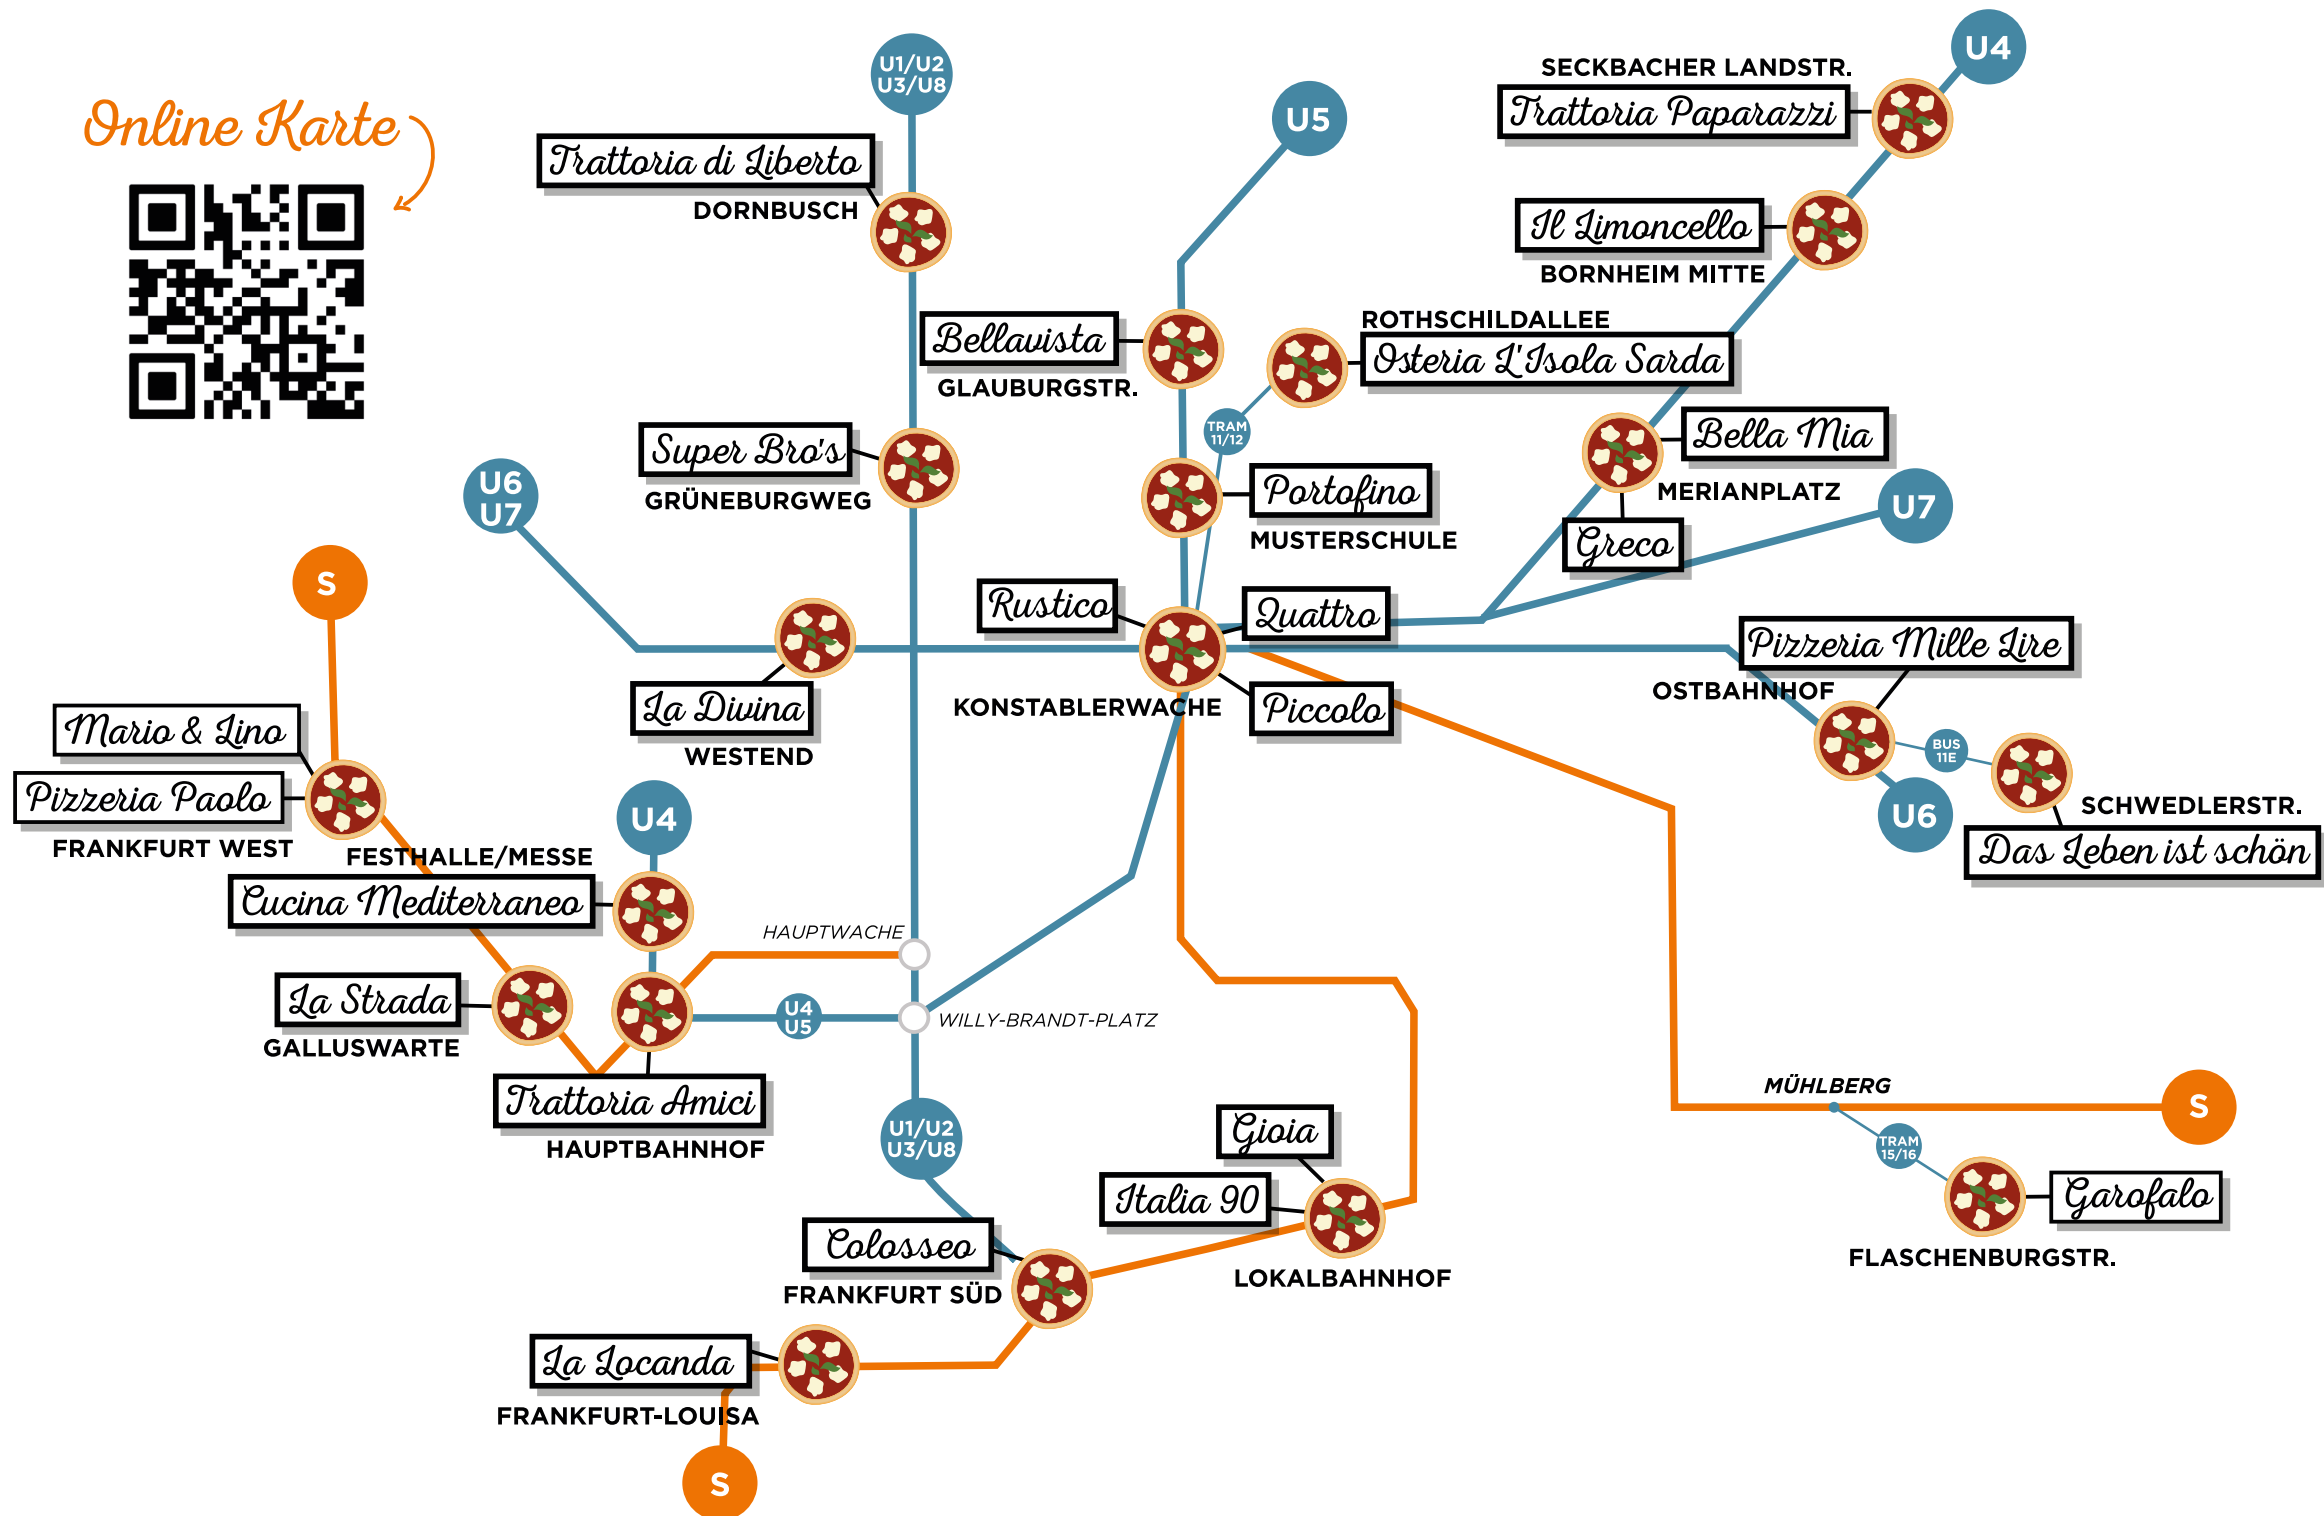 Online Karte
U1/U2
U3/U8
U5
U4
SECKBACHER LANDSTR.
Trattoria Paparazzi
Trattoria di Liberto
DORNBUSCH
Il Limoncello
BORNHEIM MITTE
Bellavista
GLAUBURGSTR.
ROTHSCHILDALLEE
Osteria L'Isola Sarda
TRAM
11/12
Super Bro's
GRÜNEBURGWEG
Bella Mia
MERIANPLATZ
Greco
U7
U6
U7
Portofino
MUSTERSCHULE
S
Rustico
Quattro
KONSTABLERWACHE
Piccolo
La Divina
WESTEND
Pizzeria Mille Lire
OSTBAHNHOF
BUS
11E
U6
SCHWEDLERSTR.
Das Leben ist schön
Mario & Lino
Pizzeria Paolo
FRANKFURT WEST
U4
FESTHALLE/MESSE
Cucina Mediterraneo
HAUPTWACHE
La Strada
GALLUSWARTE
U4
U5
WILLY-BRANDT-PLATZ
Trattoria Amici
HAUPTBAHNHOF
U1/U2
U3/U8
MÜHLBERG
S
TRAM
15/16
Garofalo
FLASCHENBURGSTR.
Gioia
Italia 90
LOKALBAHNHOF
Colosseo
FRANKFURT SÜD
La Locanda
FRANKFURT-LOUISA
S